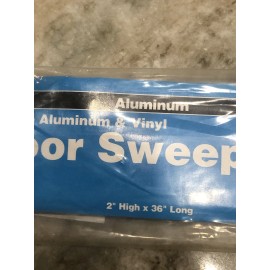 Aluminum
Aluminum & Vinyl
oor Sweep
2" High x 36" Long